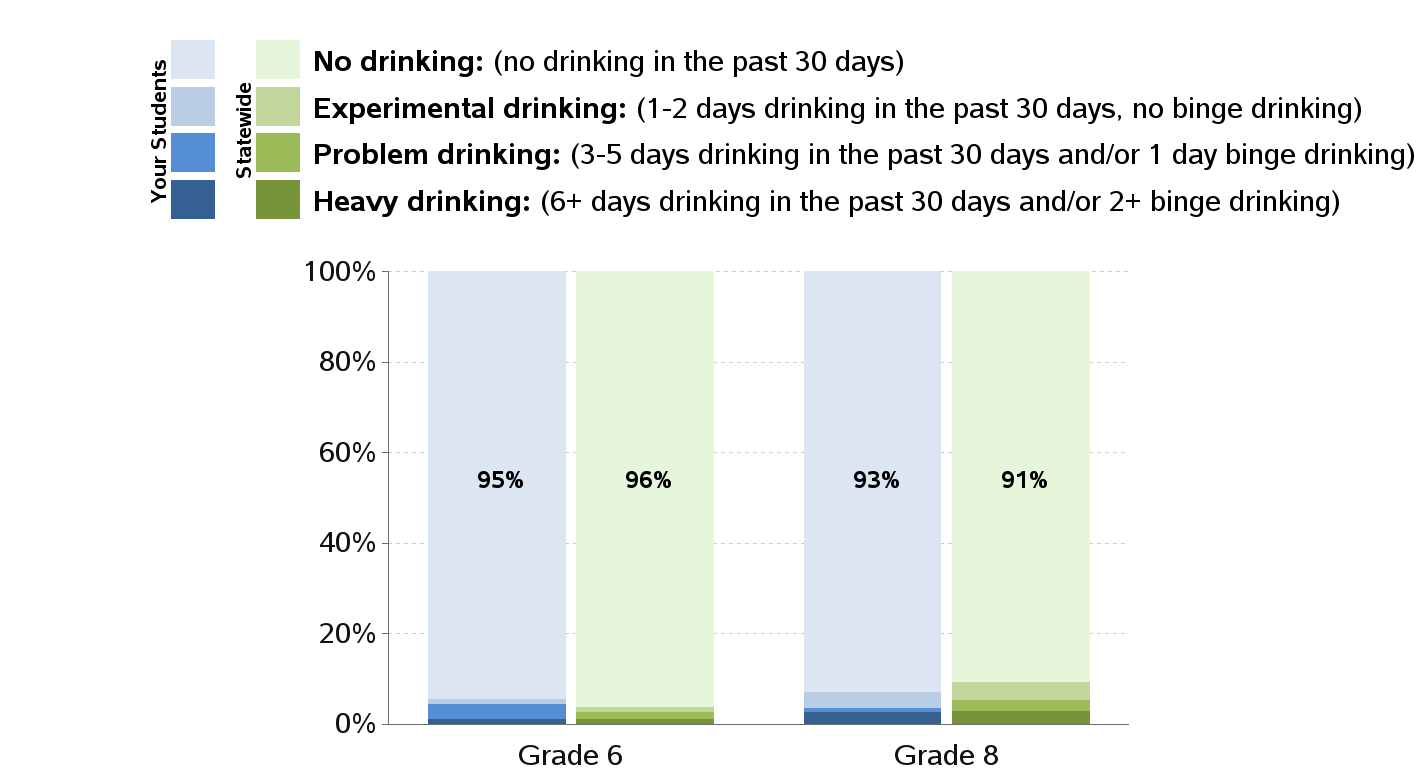 Your Students
Statewide
No drinking: (no drinking in the past 30 days)
Experimental drinking: (1-2 days drinking in the past 30 days, no binge drinking)
Problem drinking: (3-5 days drinking in the past 30 days and/or 1 day binge drinking)
Heavy drinking: (6+ days drinking in the past 30 days and/or 2+ binge drinking)
100%
80%
60%
40%
20%
0%
95%
96%
93%
91%
Grade 6
Grade 8